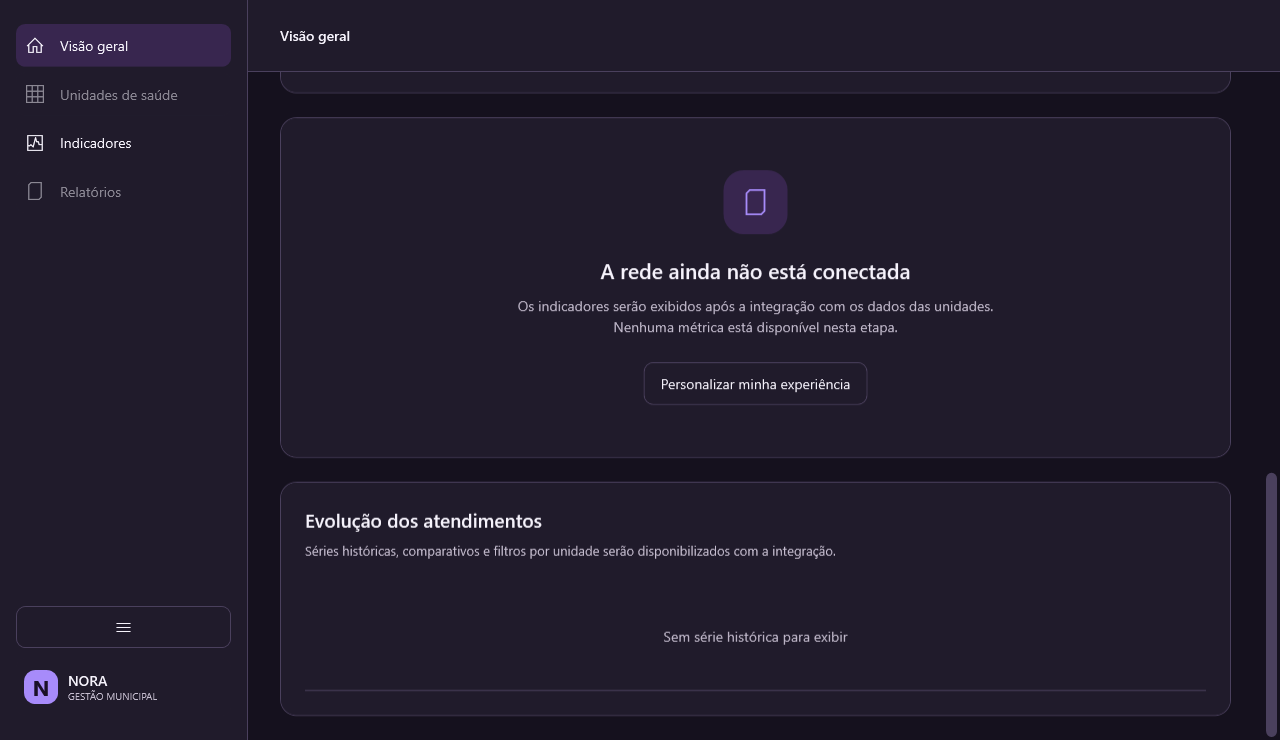 Visão geral
Unidades de saúde
Indicadores
Relatórios
N
NORA
GESTÃO MUNICIPAL
Visão geral
A rede ainda não está conectada
Os indicadores serão exibidos após a integração com os dados das unidades.
Nenhuma métrica está disponível nesta etapa.
Personalizar minha experiência
Evolução dos atendimentos
Séries históricas, comparativos e filtros por unidade serão disponibilizados com a integração.
Sem série histórica para exibir